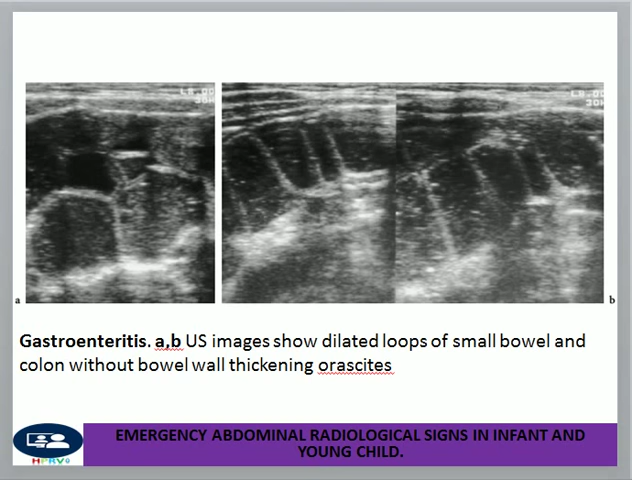 a
b
Gastroenteritis. a,b US images show dilated loops of small bowel and
colon without bowel wall thickening orascites
EMERGENCY ABDOMINAL RADIOLOGICAL SIGNS IN INFANT AND
YOUNG CHILD.